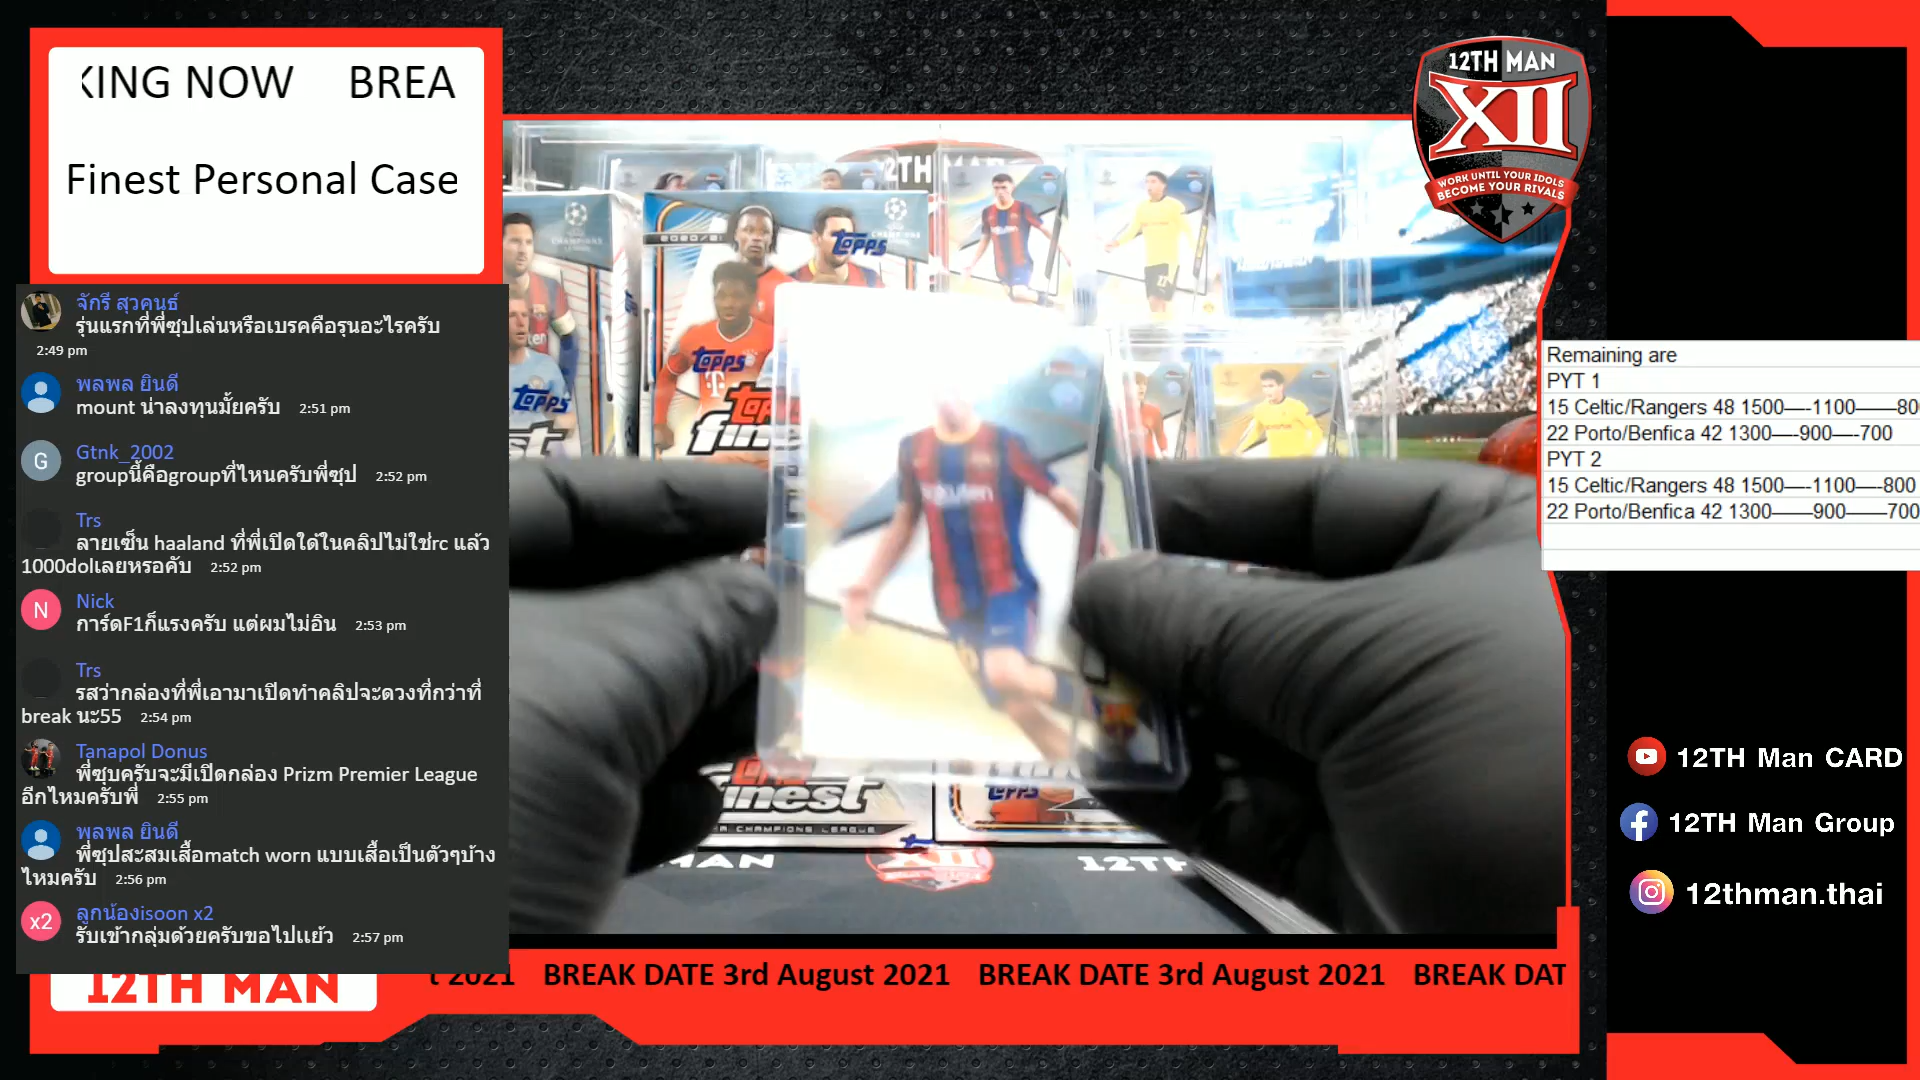 KING NOW BREA
Finest Personal Case
จักรี สุวคนธ์
รุ่นแรกที่พี่ซุปเล่นหรือเบรคคือรุนอะไรครับ
2:49 pm
พลพล ยินดี
mount น่าลงทุนมั้ยครับ 2:51 pm
G
Gtnk_2002
groupนี้คือgroupที่ไหนครับพี่ซุป 2:52 pm
Trs
ลายเซ็น haaland ที่พี่เปิดใด้ในคลิปไม่ใช่rc แล้ว
1000dolเลยหรอคับ 2:52 pm
N
Nick
การ์ดF1ก็แรงครับ แต่ผมไม่อิน 2:53 pm
Trs
รสว่ากล่องที่พี่เอามาเปิดทำคลิปจะดวงที่กว่าที่
break นะ55 2:54 pm
Tanapol Donus
พี่ซุบครับจะมีเปิดกล่อง Prizm Premier League
อีกไหมครับพี่ 2:55 pm
พลพล ยินดี
พี่ซุปสะสมเสื้อmatch worn แบบเสื้อเป็นตัวๆบ้าง
ไหมครับ 2:56 pm
x2
ลูกน้องisoon x2
รับเข้ากลุ่มด้วยครับขอไปแย้ว 2:57 pm
12TH MAN
t 2021 BREAK DATE 3rd August 2021 BREAK DATE 3rd August 2021 BREAK DAT
12TH MAN
XII
WORK UNTIL YOUR IDOLS
BECOME YOUR RIVALS
12TH MAN
2020/21
TOPPS
TOPPS
TOPPS
finest
Rakuten
finest
CHAMPIONS LEAGUE
TOPPS
MAN
XII
12TH
Remaining are
PYT 1
15 Celtic/Rangers 48 1500—-1100——80
22 Porto/Benfica 42 1300—-900—-700
PYT 2
15 Celtic/Rangers 48 1500—-1100—-800
22 Porto/Benfica 42 1300——900——700
12TH Man CARD
12TH Man Group
12thman.thai